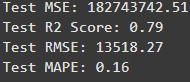 Test MSE: 182743742.51
Test R2 Score: 0.79
Test RMSE: 13518.27
Test MAPE: 0.16